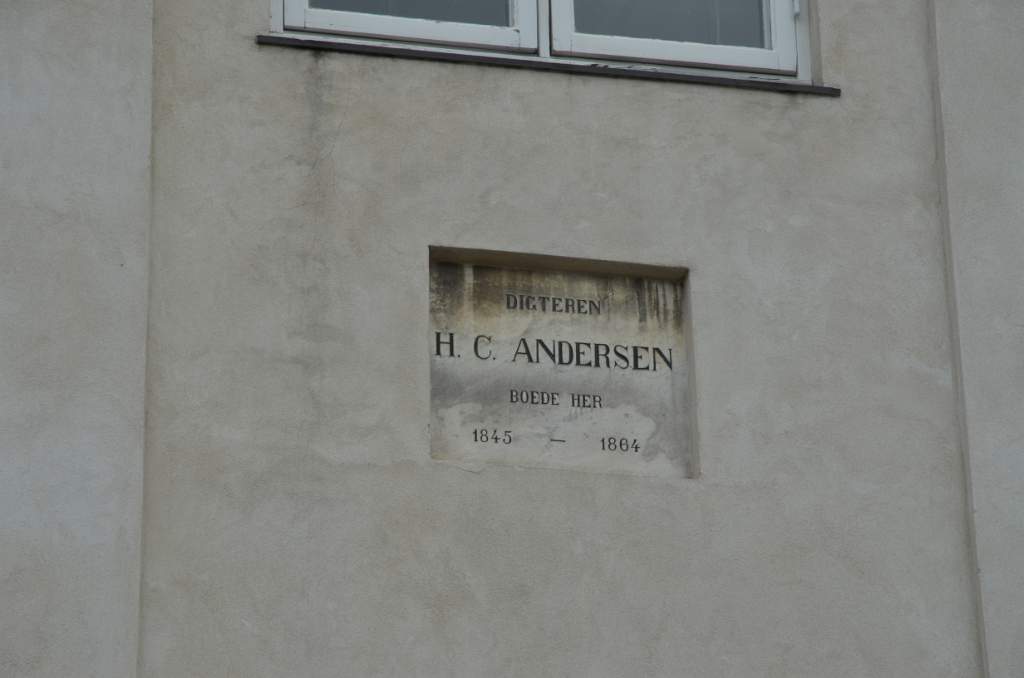 DIGTEREN
H. C. ANDERSEN
BOEDE HER
1845 — 1864